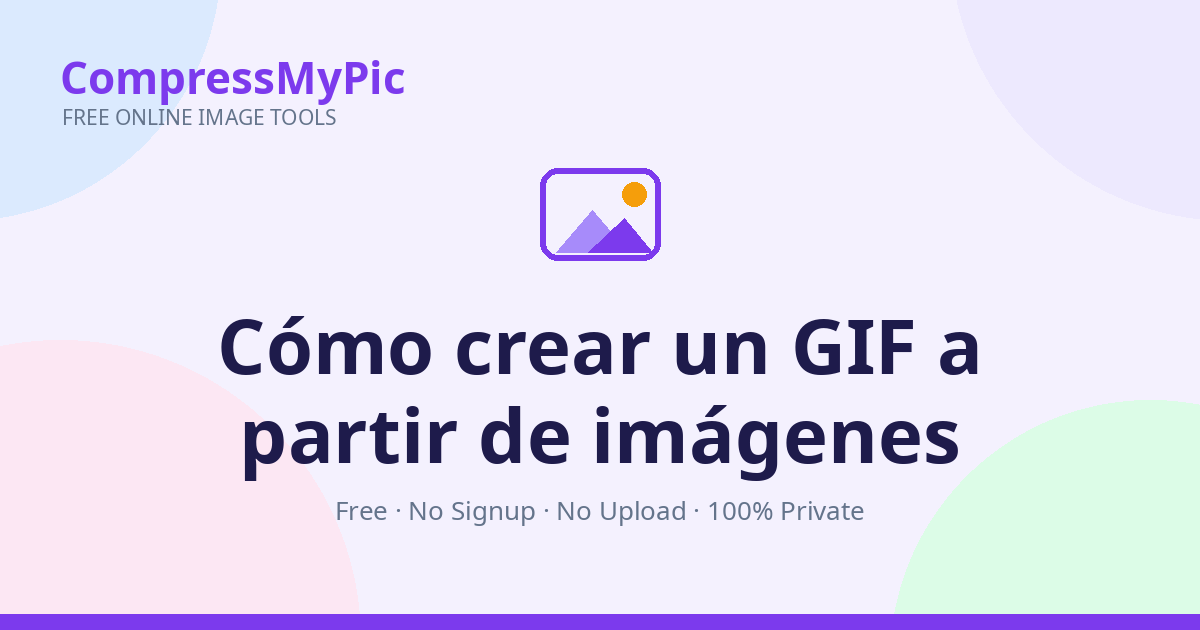 CompressMyPic
FREE ONLINE IMAGE TOOLS
Cómo crear un GIF a
partir de imágenes
Free · No Signup · No Upload · 100% Private